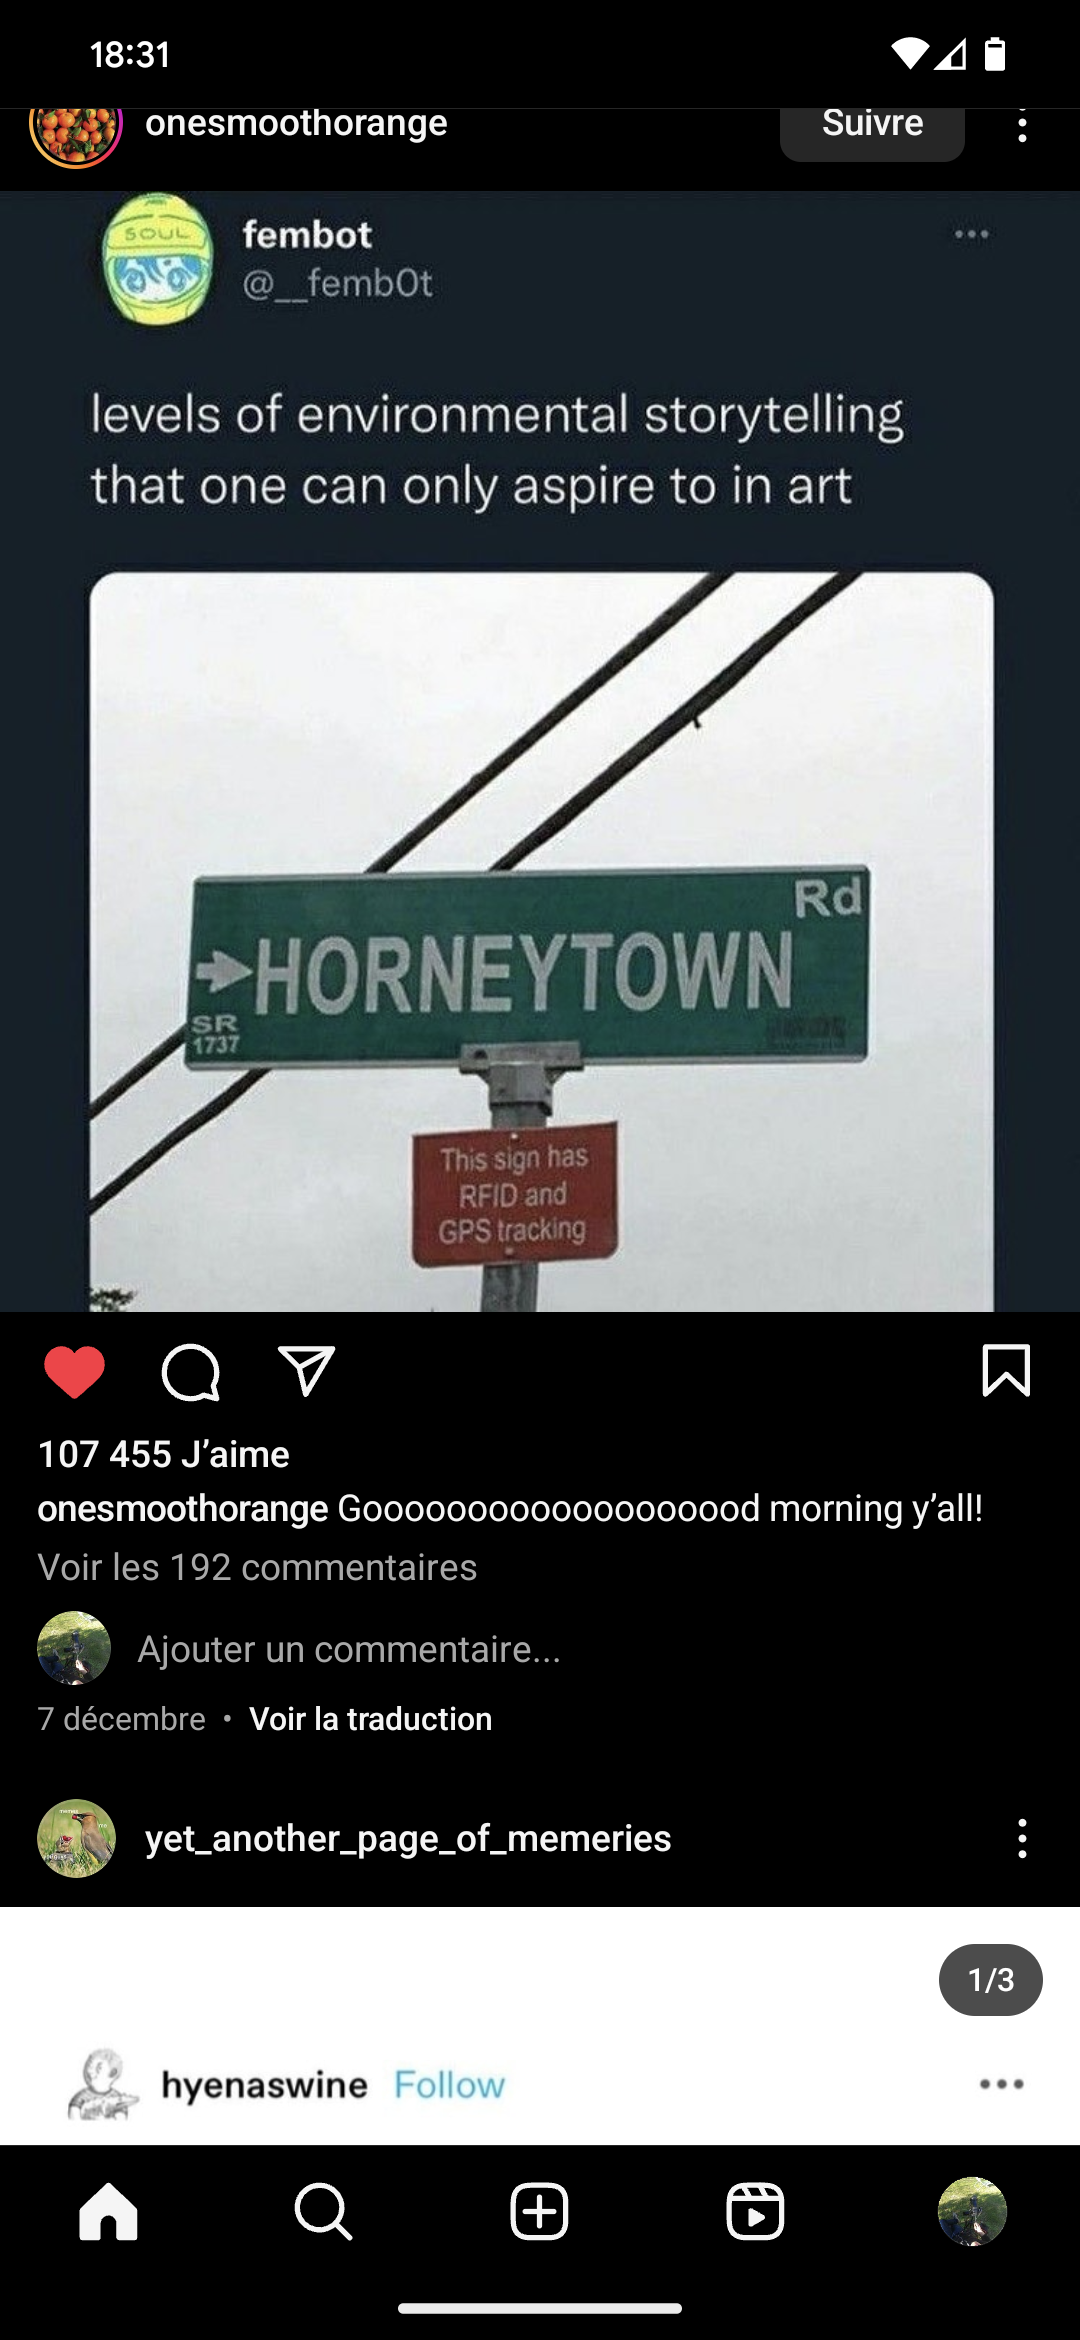 18:31
onesmoothorange
Suivre
SOUL
fembot
@__femb0t
levels of environmental storytelling
that one can only aspire to in art
Rd
HORNEYTOWN
SR
1737
This sign has
RFID and
GPS tracking
107 455 J’aime
onesmoothorange Gooooooooooooooooood morning y’all!
Voir les 192 commentaires
Ajouter un commentaire...
7 décembre • Voir la traduction
yet_another_page_of_memeries
1/3
hyenaswine Follow